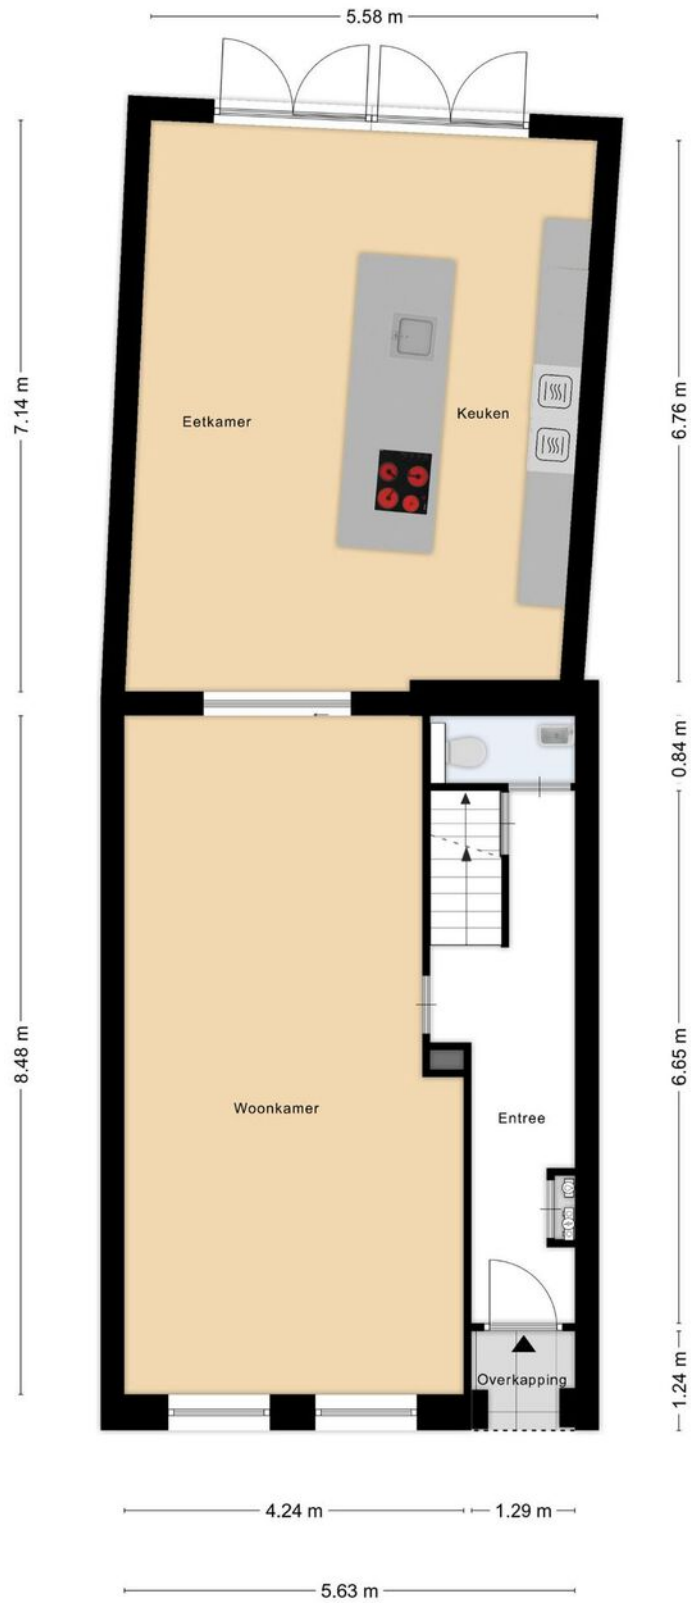 5.58 m
7.14 m
6.76 m
Eetkamer
Keuken
0.84 m
8.48 m
6.65 m
Woonkamer
Entree
Overkapping
1.24 m
4.24 m
1.29 m
5.63 m